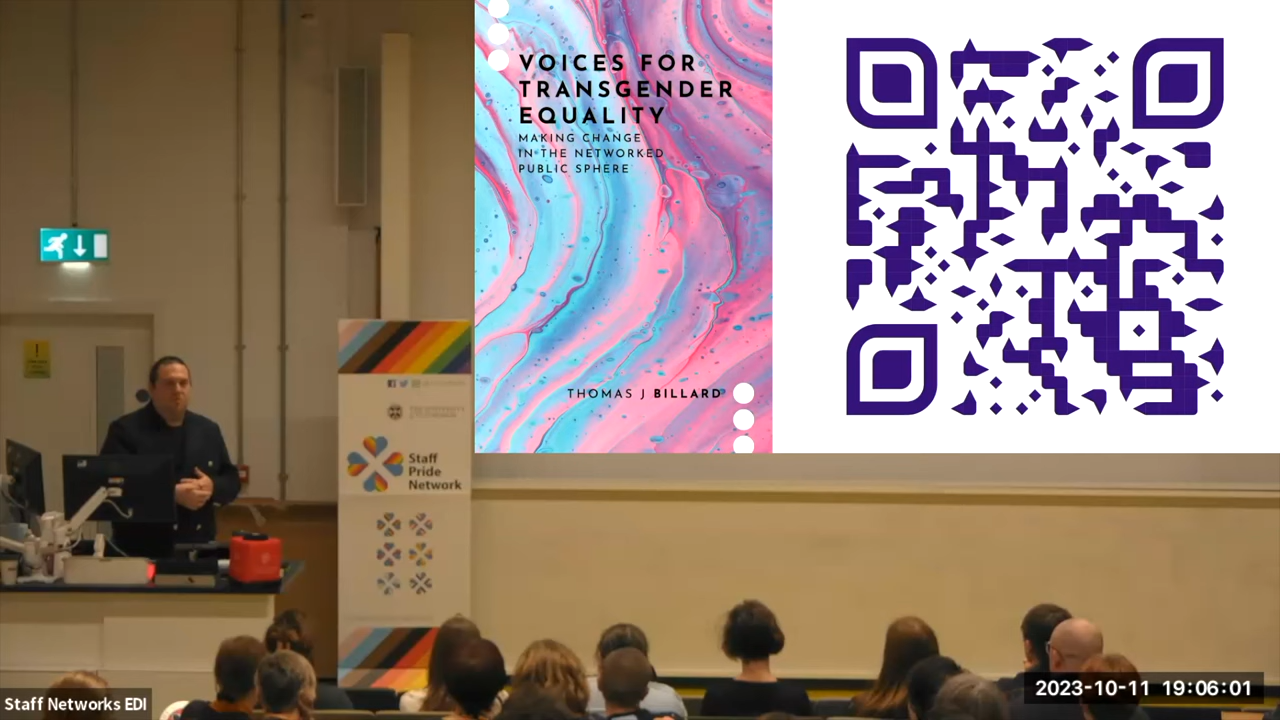 VOICES FOR
TRANSGENDER
EQUALITY
MAKING CHANGE
IN THE NETWORKED
PUBLIC SPHERE
THOMAS J BILLARD
Staff
Pride
Network
Staff Networks EDI
2023-10-11 19:06:01